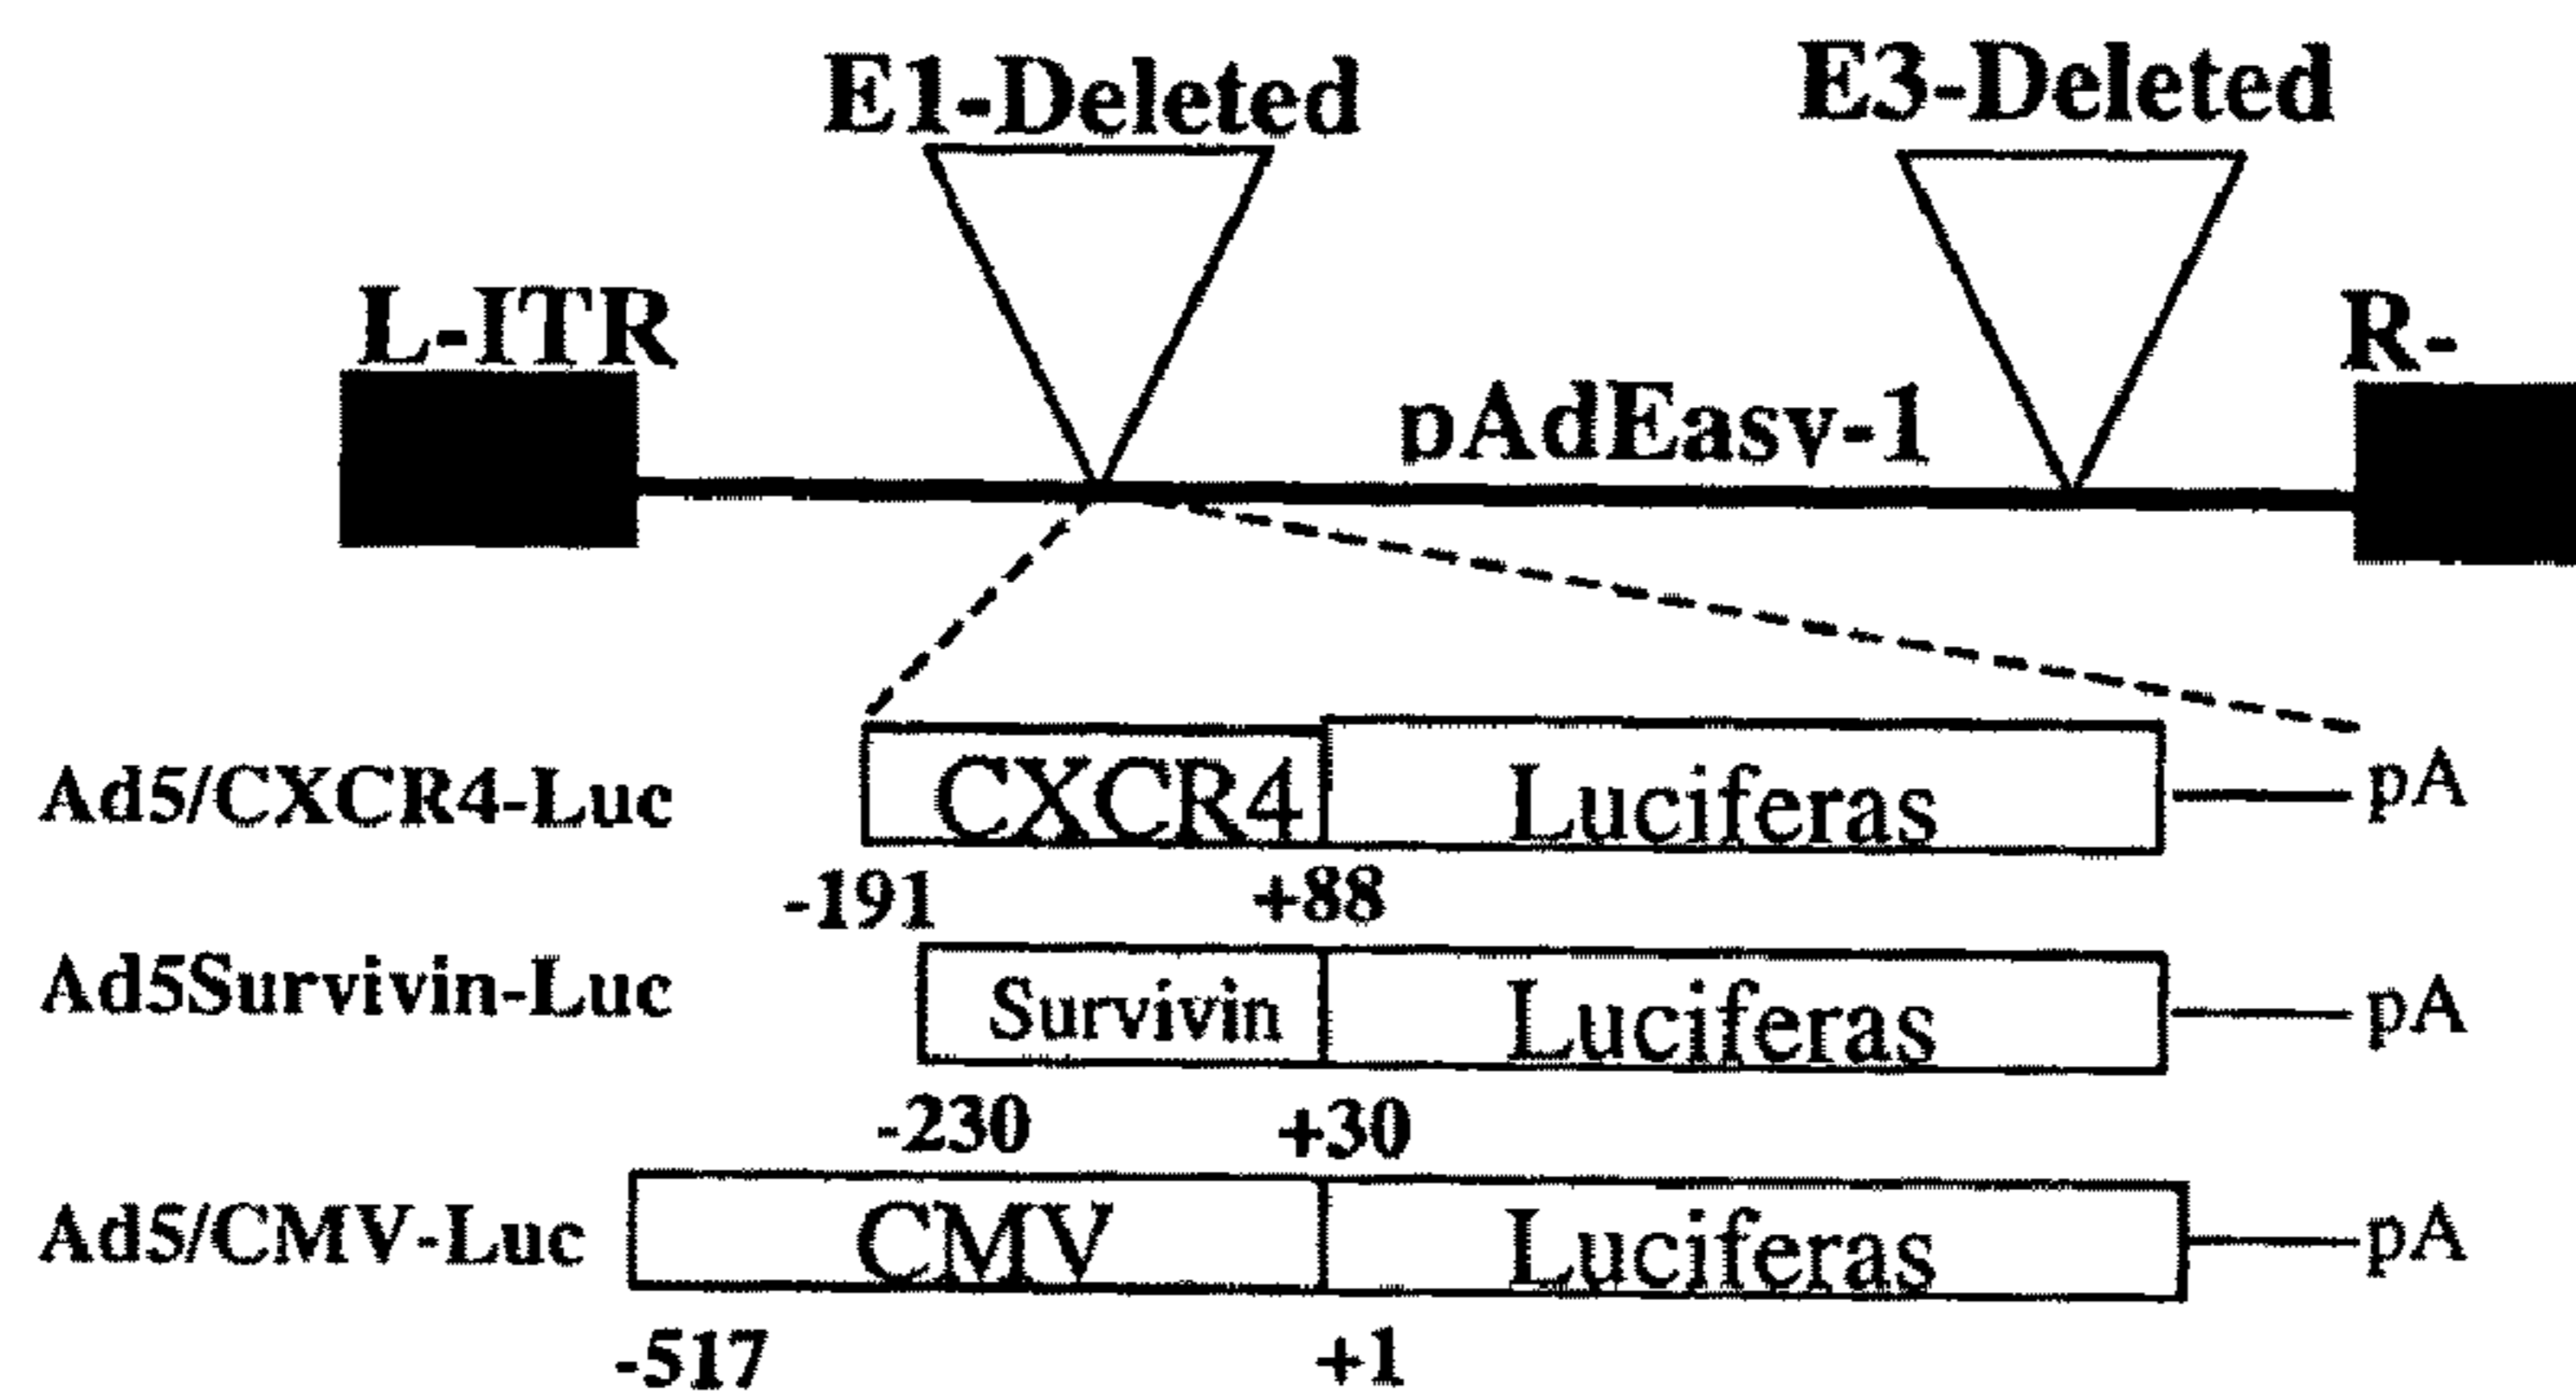 E1-Deleted
E3-Deleted
L-ITR
R-
pAdEasy-1
Ad5/CXCR4-Luc
CXCR4
Luciferas
pA
-191
+88
Ad5Survivin-Luc
Survivin
Luciferas
pA
-230
+30
Ad5/CMV-Luc
CMV
Luciferas
pA
-517
+1